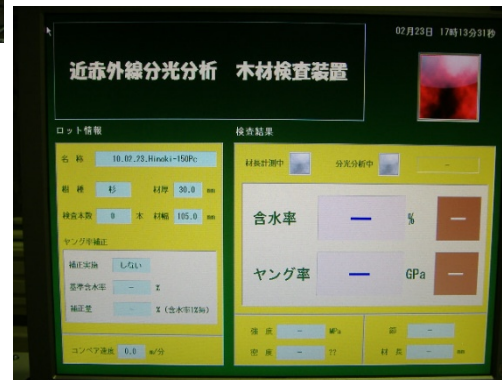 02月23日 17時13分31秒
近赤外線分光分析 木材検査装置
ロット情報
名 称 10.02.23.Hinoki-150Pc
樹 種 杉 材厚 30.0 mm
検査本数 0 本 材幅 105.0 mm
ヤング率補正
補正実施 しない
基準含水率 - %
補正量 - % (含水率1%毎)
コンベア速度 0.0 m/分
検査結果
材長計測中 分光分析中 -
含水率 - % -
ヤング率 - GPa -
強 度 - MPa
密 度 - ??
節 -
材 長 - mm